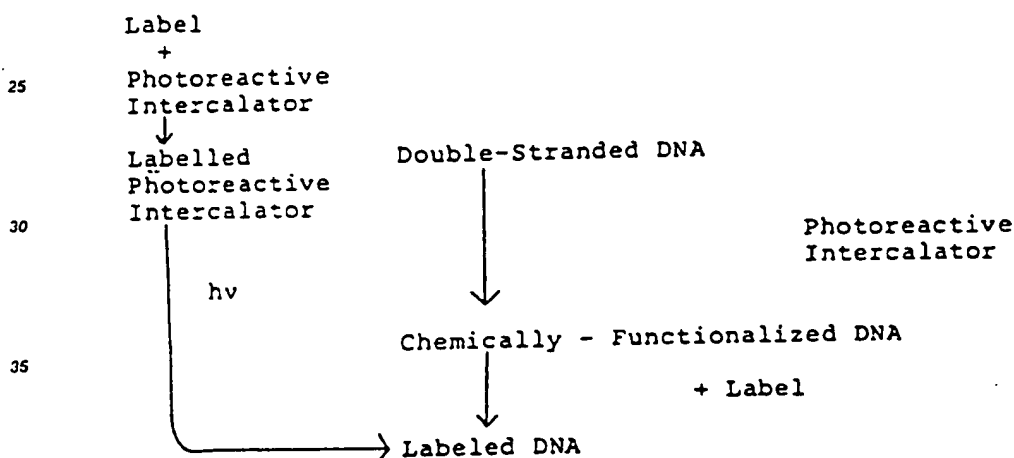 Label
+
25
Photoreactive
Intercalator
Labelled
Photoreactive
Intercalator
Double-Stranded DNA
30
Photoreactive
Intercalator
hν
Chemically - Functionalized DNA
35
+ Label
Labeled DNA